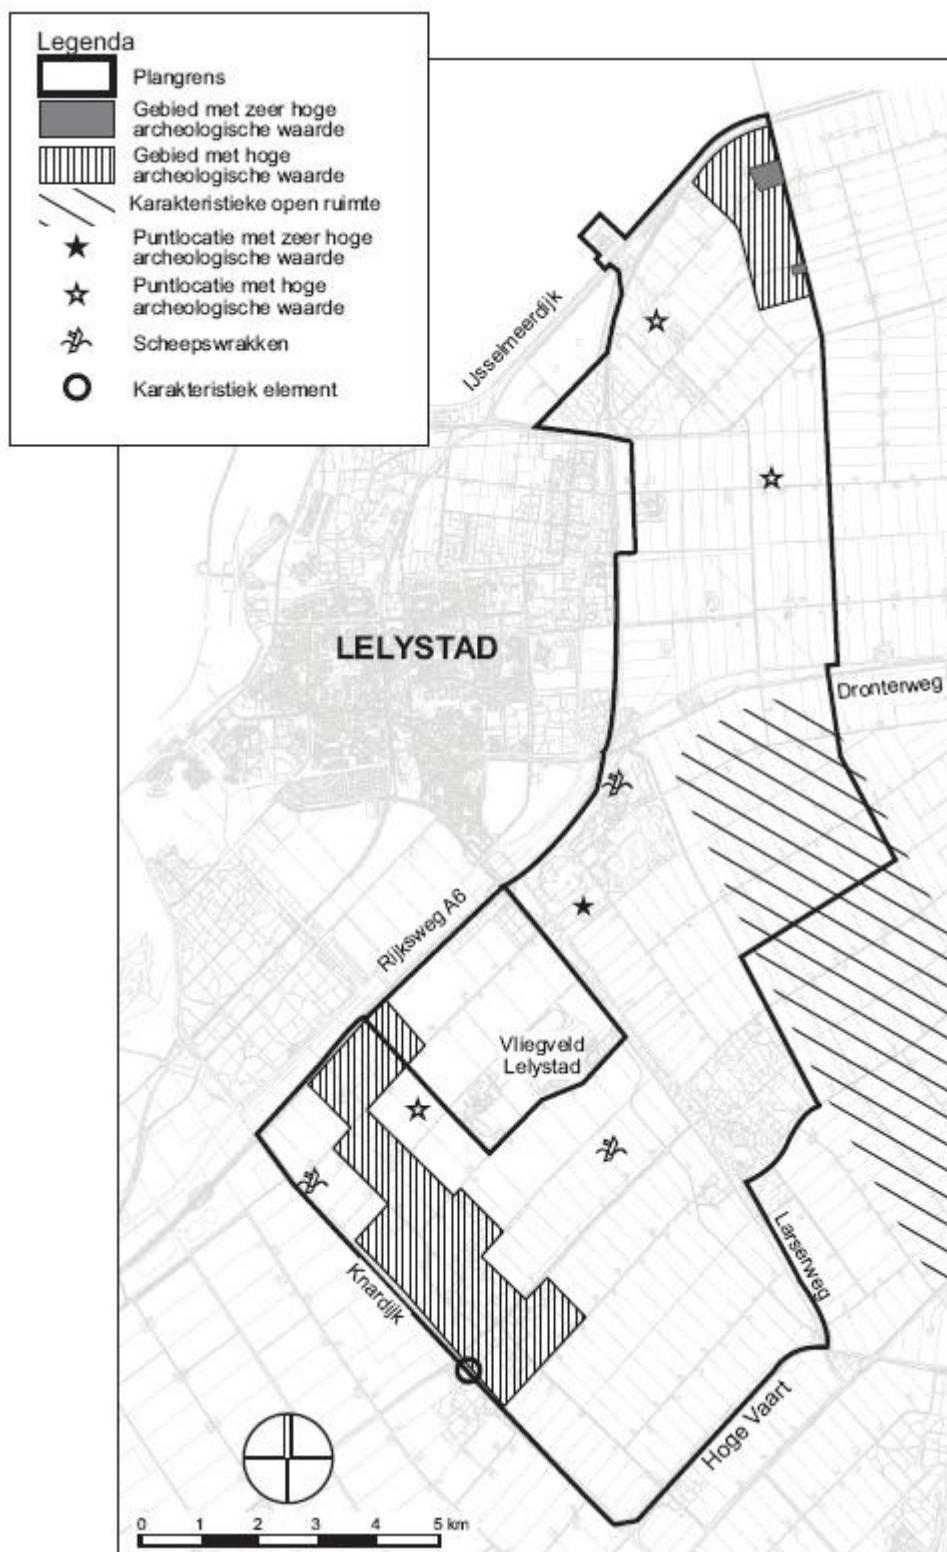 Legenda
Plangrens
Gebied met zeer hoge
archeologische waarde
Gebied met hoge
archeologische waarde
Karakteristieke open ruimte
Puntlocatie met zeer hoge
archeologische waarde
Puntlocatie met hoge
archeologische waarde
Scheepswrakken
Karakteristiek element
IJsselmeerdijk
LELYSTAD
Dronterweg
Rijksweg A6
Vliegveld
Lelystad
Knardijk
Larserweg
Hoge Vaart
0 1 2 3 4 5 km